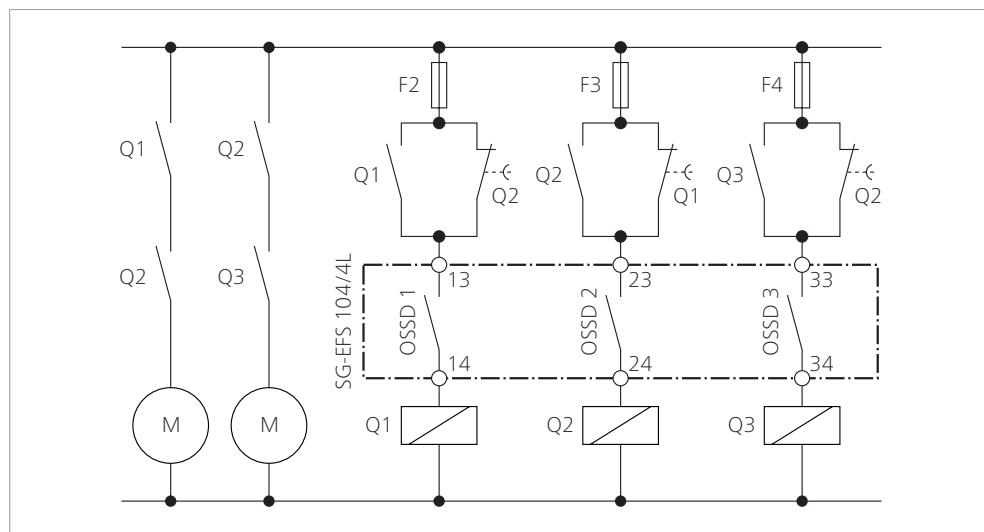 F2
F3
F4
Q1
Q2
Q1
Q2
Q2
Q1
Q3
Q2
Q2
Q3
SG-EFS 104/4L
13
23
33
OSSD 1
OSSD 2
OSSD 3
14
24
34
M
M
Q1
Q2
Q3